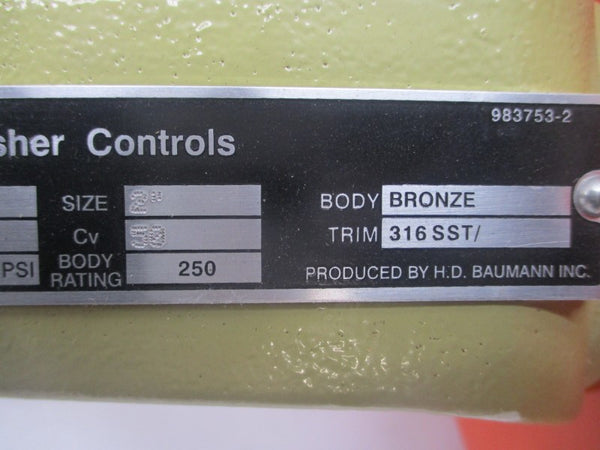 983753-2
sher Controls
SIZE 2"
BODY BRONZE
Cv
TRIM 316 SST/
PSI
BODY RATING 250
PRODUCED BY H.D. BAUMANN INC.